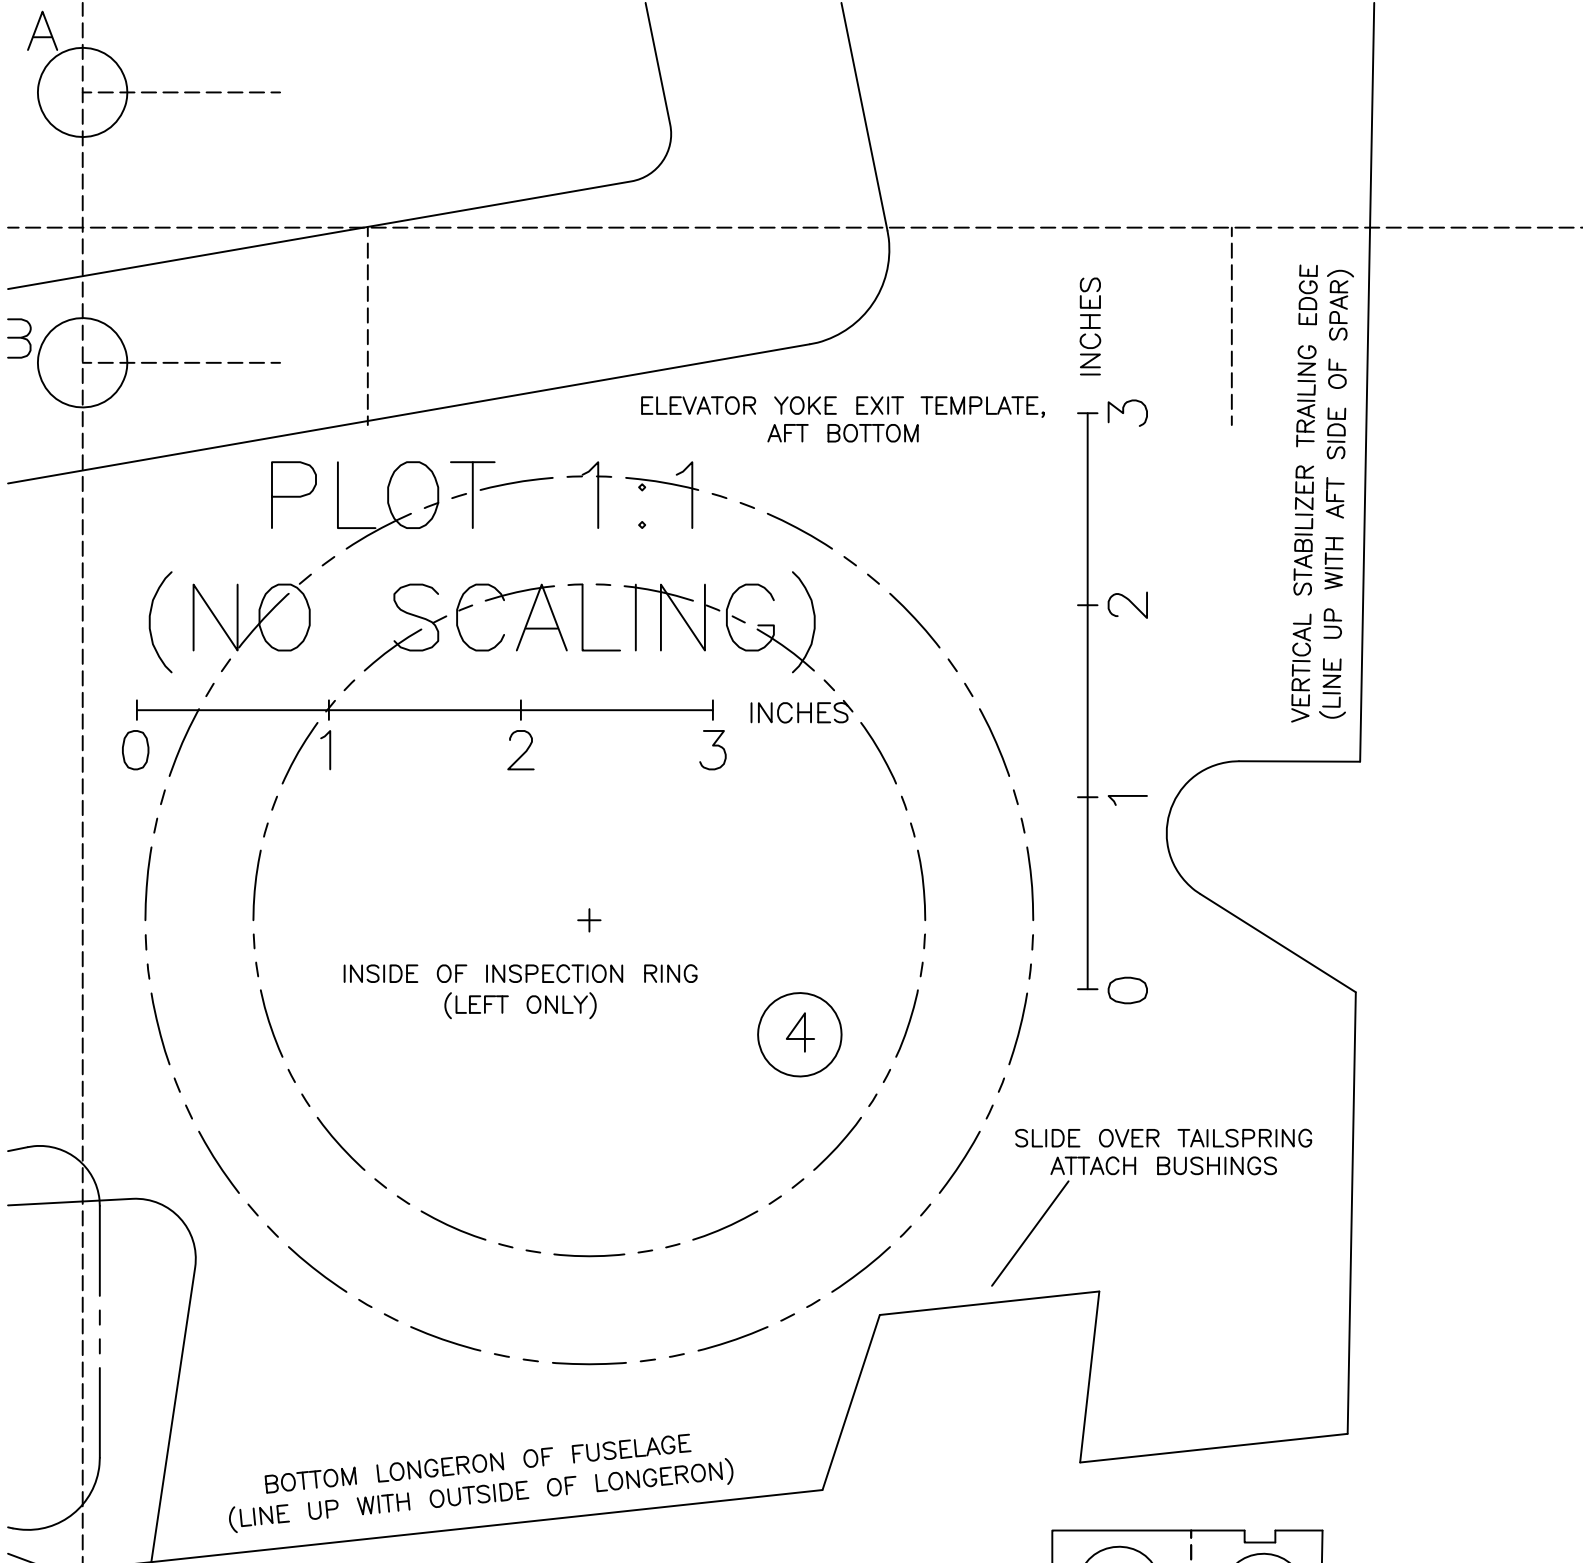 A
B
INCHES
ELEVATOR YOKE EXIT TEMPLATE,
AFT BOTTOM
VERTICAL STABILIZER TRAILING EDGE
(LINE UP WITH AFT SIDE OF SPAR)
3
2
1
0
PLOT 1:1
(NO SCALING)
INCHES
0 1 2 3
INSIDE OF INSPECTION RING
(LEFT ONLY)
4
SLIDE OVER TAILSPRING
ATTACH BUSHINGS
BOTTOM LONGERON OF FUSELAGE
(LINE UP WITH OUTSIDE OF LONGERON)